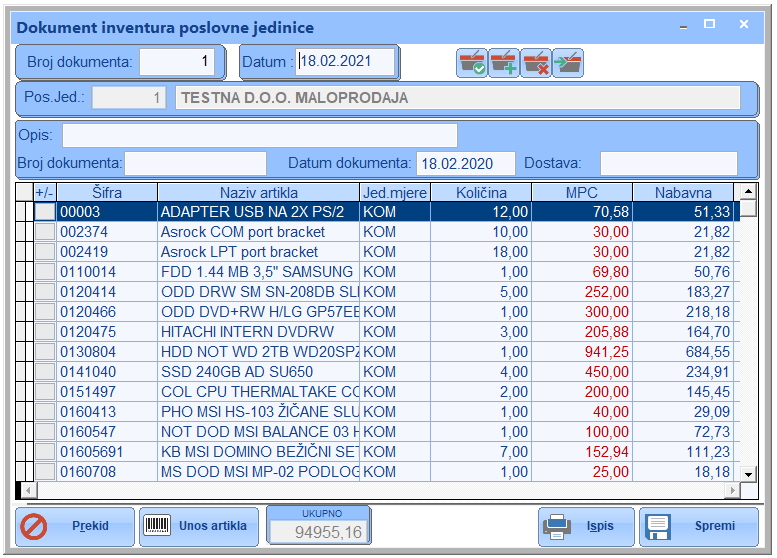 Dokument inventura poslovne jedinice
Broj dokumenta: 1 Datum : 18.02.2021
Pos.Jed.: 1 TESTNA D.O.O. MALOPRODAJA
Opis:
Broj dokumenta: Datum dokumenta: 18.02.2020 Dostava:
+/- Šifra Naziv artikla Jed.mjere Količina MPC Nabavna
00003 ADAPTER USB NA 2X PS/2 KOM 12,00 70,58 51,33
002374 Asrock COM port bracket KOM 10,00 30,00 21,82
002419 Asrock LPT port bracket KOM 18,00 30,00 21,82
0110014 FDD 1.44 MB 3,5" SAMSUNG KOM 1,00 69,80 50,76
0120414 ODD DRW SM SN-208DB SLI KOM 5,00 252,00 183,27
0120466 ODD DVD+RW H/LG GP57EE KOM 1,00 300,00 218,18
0120475 HITACHI INTERN DVDRW KOM 3,00 205,88 164,70
0130804 HDD NOT WD 2TB WD20SPZ KOM 1,00 941,25 684,55
0141040 SSD 240GB AD SU650 KOM 4,00 450,00 234,91
0151497 COL CPU THERMALTAKE CO KOM 2,00 200,00 145,45
0160413 PHO MSI HS-103 ŽIČANE SLU KOM 1,00 40,00 29,09
0160547 NOT DOD MSI BALANCE 03 H KOM 1,00 100,00 72,73
01605691 KB MSI DOMINO BEŽIČNI SET KOM 7,00 152,94 111,23
0160708 MS DOD MSI MP-02 PODLOG KOM 1,00 25,00 18,18
Prekid Unos artikla UKUPNO 94955,16 Ispis Spremi